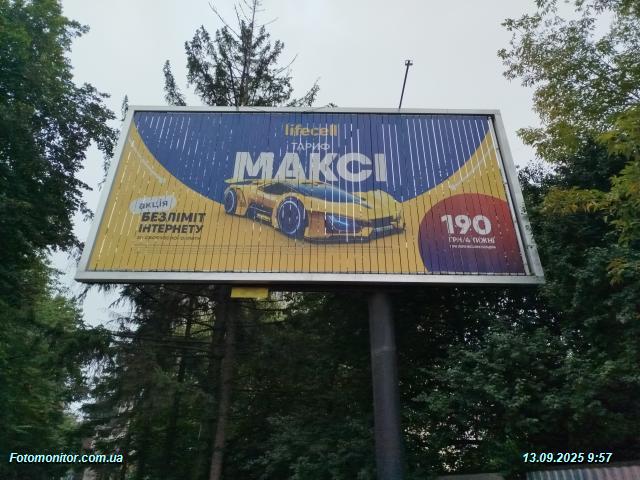 lifecell
ТАРИФ
МАКСІ
акція
БЕЗЛІМІТ
ІНТЕРНЕТУ
190
ГРН/4 ТИЖНІ
Fotomonitor.com.ua
13.09.2025 9:57